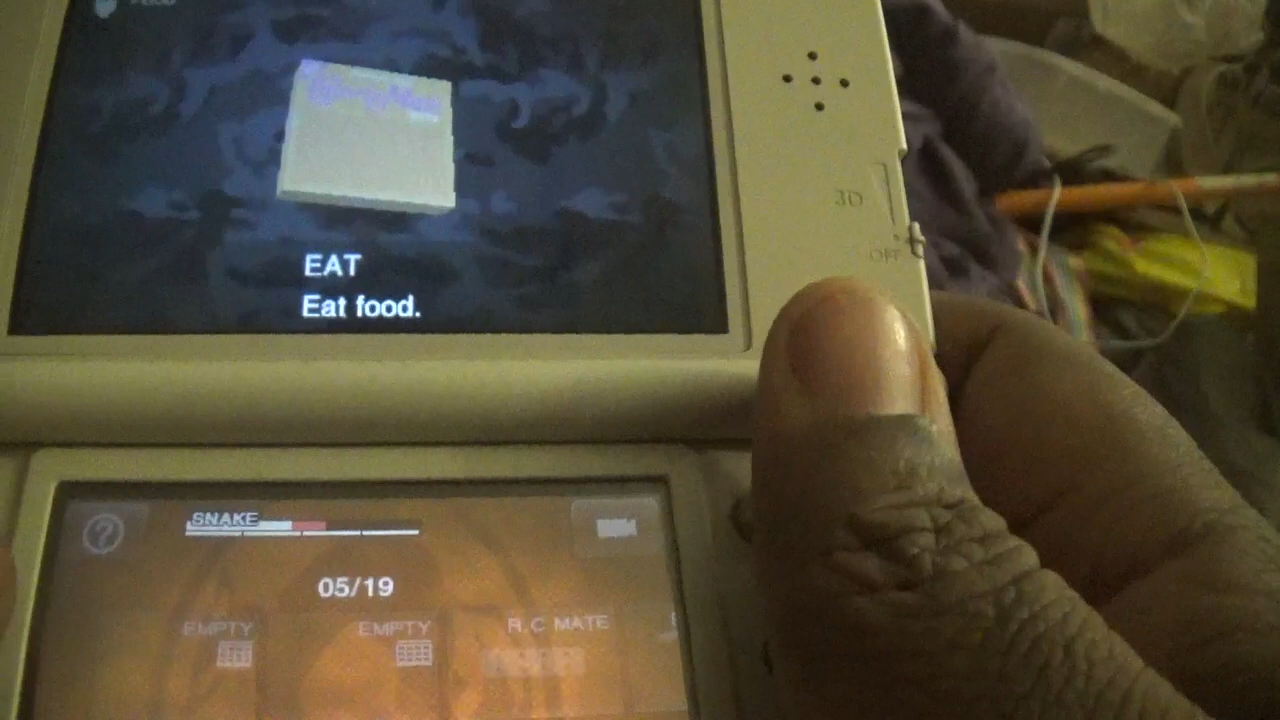 3D
OFF
EAT
Eat food.
SNAKE
05/19
EMPTY
EMPTY
R.C MATE